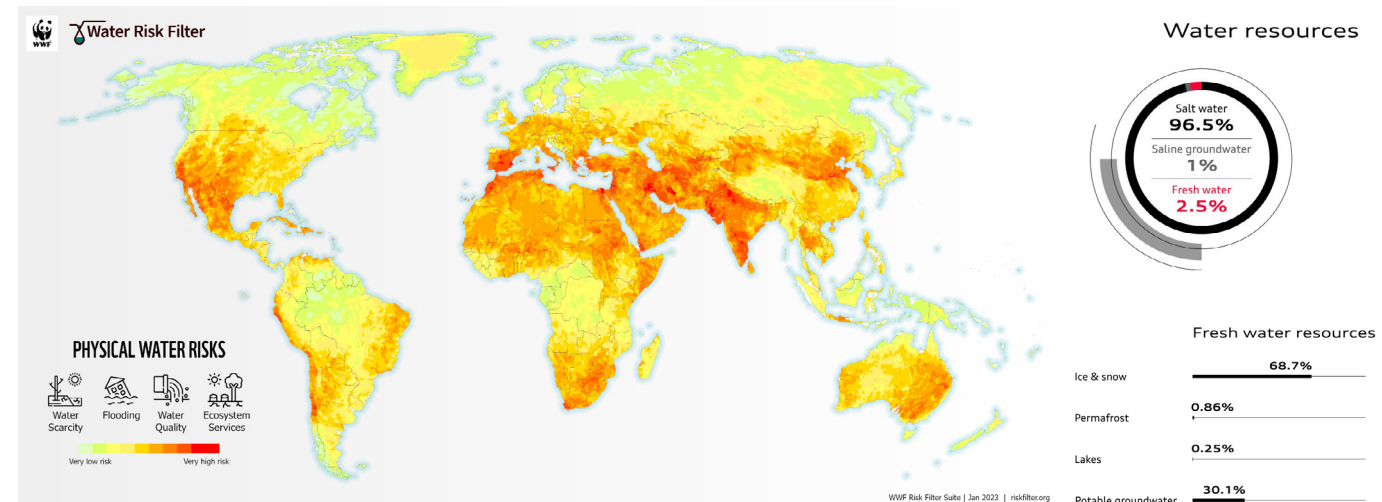 WWF
Water Risk Filter
PHYSICAL WATER RISKS
Water Scarcity
Flooding
Water Quality
Ecosystem Services
Very low risk
Very high risk
WWF Risk Filter Suite | Jan 2023 | riskfilter.org
Water resources
Salt water
96.5%
Saline groundwater
1%
Fresh water
2.5%
Fresh water resources
Ice & snow
68.7%
Permafrost
0.86%
Lakes
0.25%
Potable groundwater
30.1%